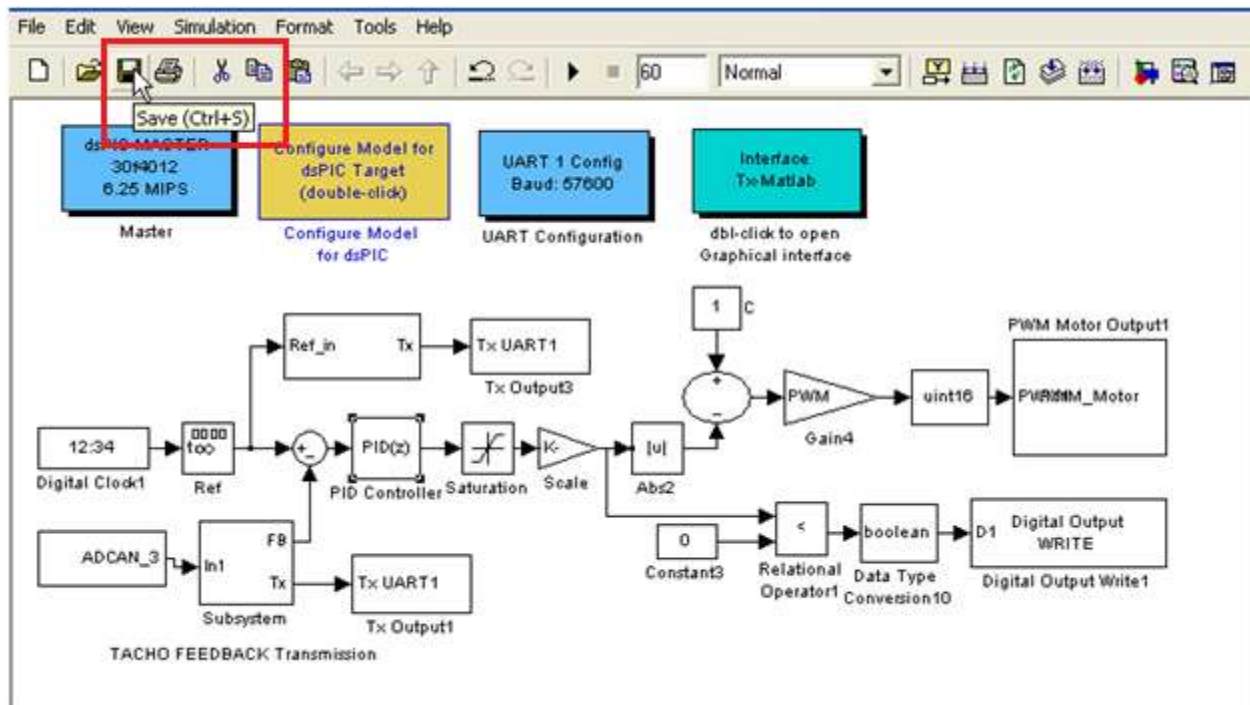 File Edit View Simulation Format Tools Help
60 Normal
Save (Ctrl+S)
dsPIC MASTER
30f4012
6.25 MIPS
Master
Configure Model for
dsPIC Target
(double-click)
Configure Model
for dsPIC
UART 1 Config
Baud: 57600
UART Configuration
Interface
Tx-Matlab
dbl-click to open
Graphical interface
1 C
PWM Motor Output1
Ref_in Tx
Tx UART1
Tx Output3
+
−
PWM
Gain4
uint16
PWM_Motor
12:34
Digital Clock1
Ref
+
−
PID(z)
PID Controller
Saturation
K-
Scale
|u|
Abs2
ADCAN_3
In1
FB
Tx
Subsystem
Tx UART1
Tx Output1
0
Constant3
<
Relational
Operator1
boolean
Data Type
Conversion10
D1
Digital Output
WRITE
Digital Output Write1
TACHO FEEDBACK Transmission